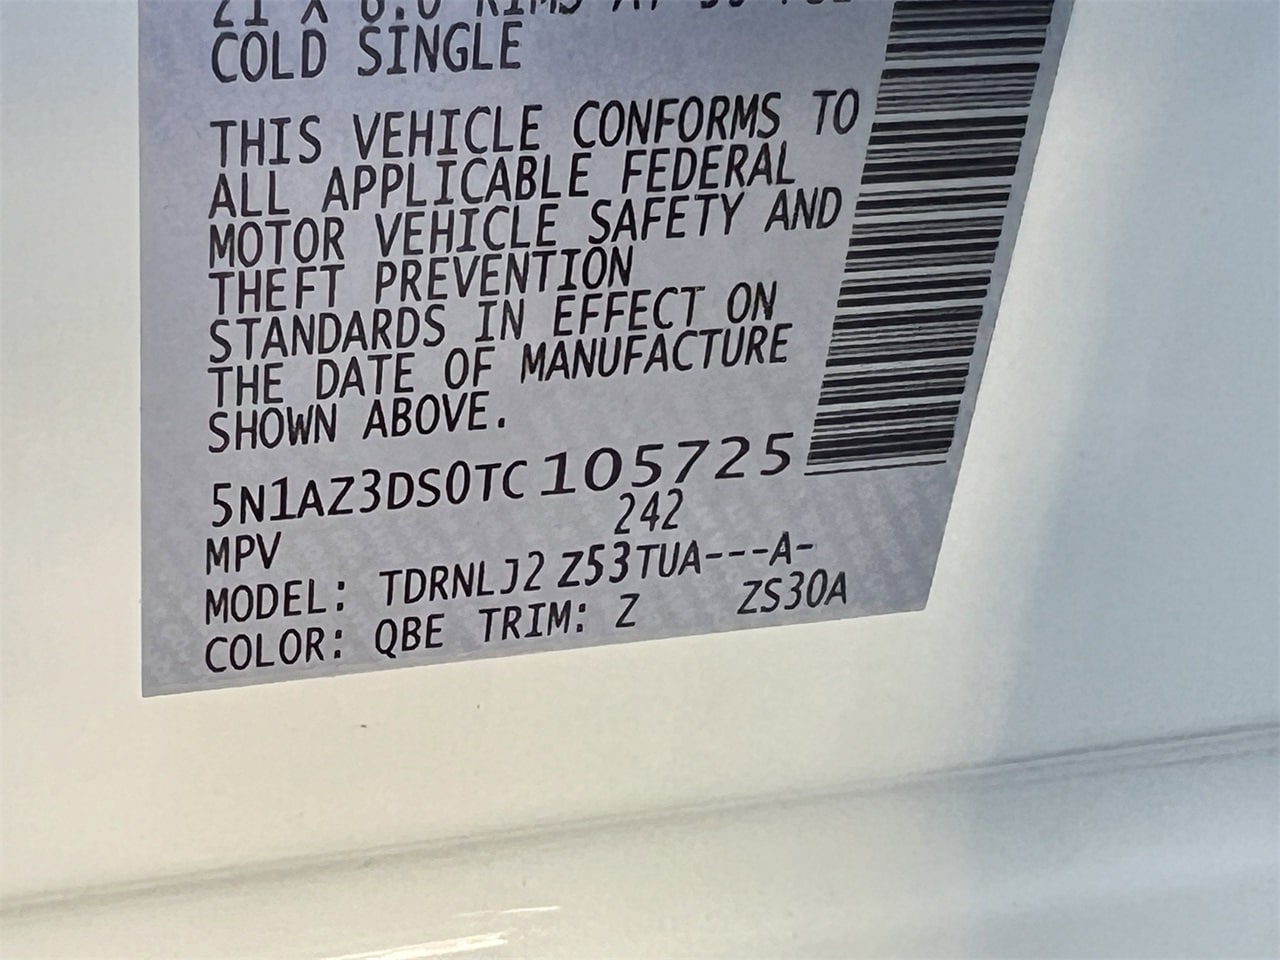 COLD SINGLE
THIS VEHICLE CONFORMS TO
ALL APPLICABLE FEDERAL
MOTOR VEHICLE SAFETY AND
THEFT PREVENTION
STANDARDS IN EFFECT ON
THE DATE OF MANUFACTURE
SHOWN ABOVE.
5N1AZ3DS0TC105725
MPV 242
MODEL: TDRNLJ2 Z53TUA---A-
COLOR: QBE TRIM: Z ZS30A